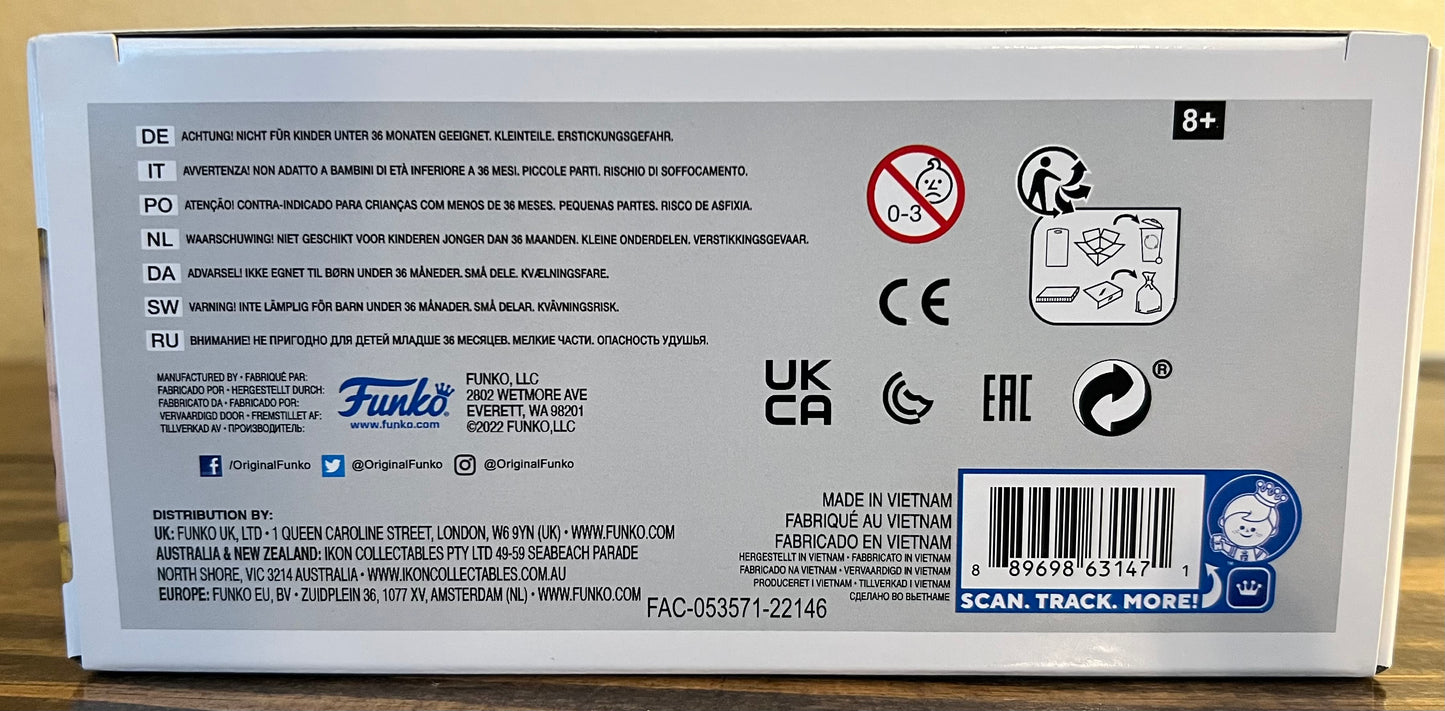 8+
DE ACHTUNG! NICHT FÜR KINDER UNTER 36 MONATEN GEEIGNET. KLEINTEILE. ERSTICKUNGSGEFAHR.
IT AVVERTENZA! NON ADATTO A BAMBINI DI ETÀ INFERIORE A 36 MESI. PICCOLE PARTI. RISCHIO DI SOFFOCAMENTO.
PO ATENÇÃO! CONTRA-INDICADO PARA CRIANÇAS COM MENOS DE 36 MESES. PEQUENAS PARTES. RISCO DE ASFIXIA.
NL WAARSCHUWING! NIET GESCHIKT VOOR KINDEREN JONGER DAN 36 MAANDEN. KLEINE ONDERDELEN. VERSTIKKINGSGEVAAR.
DA ADVARSEL! IKKE EGNET TIL BØRN UNDER 36 MÅNEDER. SMÅ DELE. KVÆLNINGSFARE.
SW VARNING! INTE LÄMPLIG FÖR BARN UNDER 36 MÅNADER. SMÅ DELAR. KVÄVNINGSRISK.
RU ВНИМАНИЕ! НЕ ПРИГОДНО ДЛЯ ДЕТЕЙ МЛАДШЕ 36 МЕСЯЦЕВ. МЕЛКИЕ ЧАСТИ. ОПАСНОСТЬ УДУШЬЯ.
0-3
CE
UK
CA
EAC
®
MANUFACTURED BY • FABRIQUÉ PAR:
FABRICADO POR • HERGESTELLT DURCH:
FABBRICATO DA • FABRICADO POR:
VERVAARDIGD DOOR • FREMSTILLET AF:
TILLVERKAD AV • ПРОИЗВОДИТЕЛЬ:
Funko®
www.funko.com
FUNKO, LLC
2802 WETMORE AVE
EVERETT, WA 98201
©2022 FUNKO,LLC
/OriginalFunko @OriginalFunko @OriginalFunko
DISTRIBUTION BY:
UK: FUNKO UK, LTD • 1 QUEEN CAROLINE STREET, LONDON, W6 9YN (UK) • WWW.FUNKO.COM
AUSTRALIA & NEW ZEALAND: IKON COLLECTABLES PTY LTD 49-59 SEABEACH PARADE
NORTH SHORE, VIC 3214 AUSTRALIA • WWW.IKONCOLLECTABLES.COM.AU
EUROPE: FUNKO EU, BV • ZUIDPLEIN 36, 1077 XV, AMSTERDAM (NL) • WWW.FUNKO.COM
FAC-053571-22146
MADE IN VIETNAM
FABRIQUÉ AU VIETNAM
FABRICADO EN VIETNAM
HERGESTELLT IN VIETNAM • FABBRICATO IN VIETNAM
FABRICADO NA VIETNAM • VERVAARDIGD IN VIETNAM
PRODUCERET I VIETNAM • TILLVERKAD I VIETNAM
СДЕЛАНО ВО ВЬЕТНАМЕ
8 89698 63147 1
SCAN. TRACK. MORE!
™